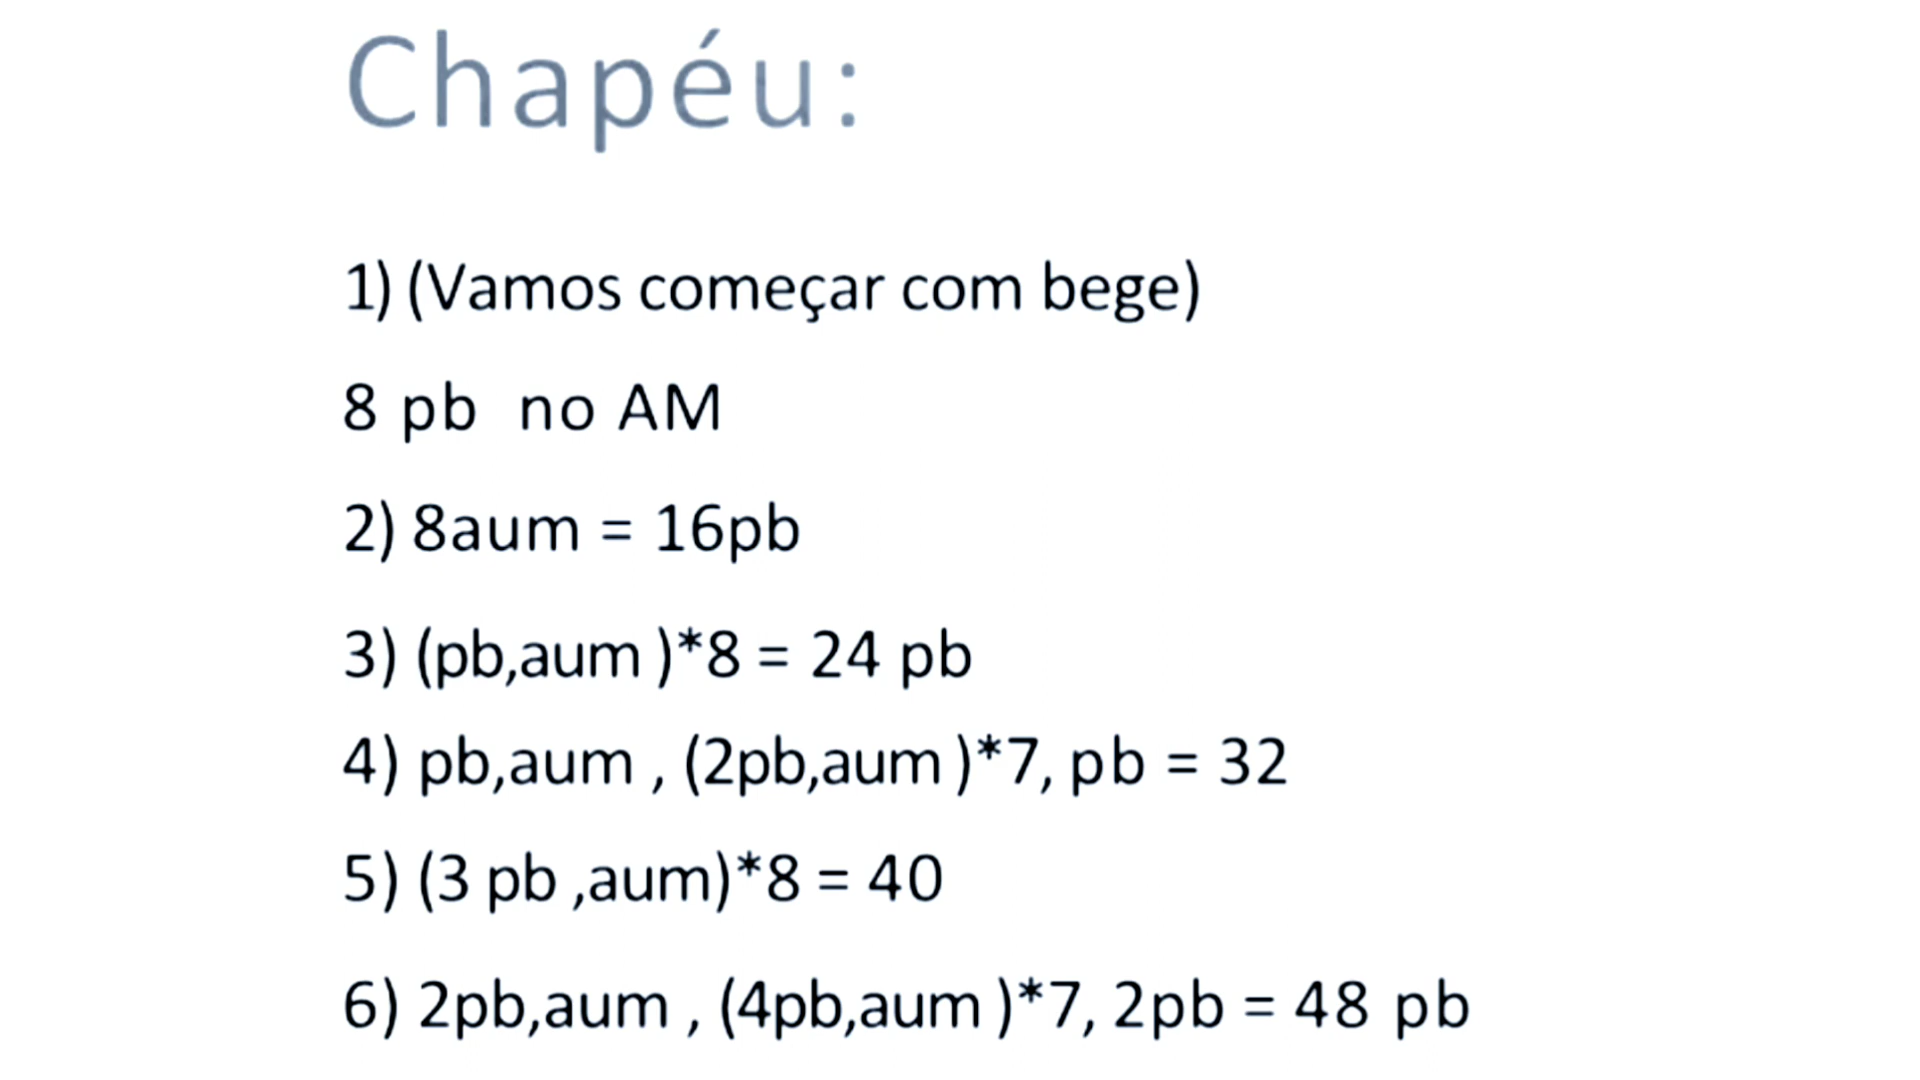 Chapéu:
1) (Vamos começar com bege)
8 pb no AM
2) 8aum = 16pb
3) (pb,aum )*8 = 24 pb
4) pb,aum , (2pb,aum )*7, pb = 32
5) (3 pb ,aum)*8 = 40
6) 2pb,aum , (4pb,aum )*7, 2pb = 48 pb